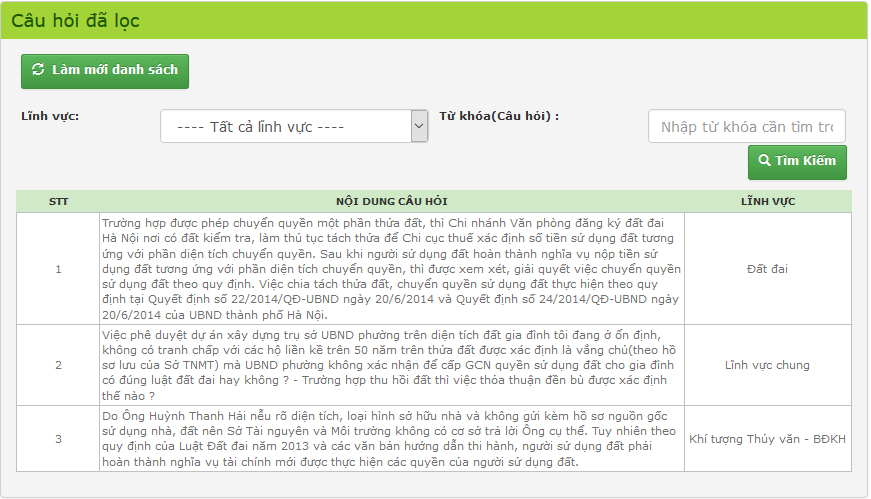 Câu hỏi đã lọc
Làm mới danh sách
Lĩnh vực:
---- Tất cả lĩnh vực ----
Từ khóa(Câu hỏi) :
Nhập từ khóa cần tìm trc
Tìm Kiếm
STT
NỘI DUNG CÂU HỎI
LĨNH VỰC
1
Trường hợp được phép chuyển quyền một phần thửa đất, thì Chi nhánh Văn phòng đăng ký đất đai
Hà Nội nơi có đất kiểm tra, làm thủ tục tách thửa để Chi cục thuế xác định số tiền sử dụng đất tương
ứng với phần diện tích chuyển quyền. Sau khi người sử dụng đất hoàn thành nghĩa vụ nộp tiền sử
dụng đất tương ứng với phần diện tích chuyển quyền, thì được xem xét, giải quyết việc chuyển quyền
sử dụng đất theo quy định. Việc chia tách thửa đất, chuyển quyền sử dụng đất thực hiện theo quy
định tại Quyết định số 22/2014/QĐ-UBND ngày 20/6/2014 và Quyết định số 24/2014/QĐ-UBND ngày
20/6/2014 của UBND thành phố Hà Nội.
Đất đai
2
Việc phê duyệt dự án xây dựng trụ sở UBND phường trên diện tích đất gia đình tôi đang ở ổn định,
không có tranh chấp với các hộ liền kề trên 50 năm trên thửa đất được xác định là vắng chủ(theo hồ
sơ lưu của Sở TNMT) mà UBND phường không xác nhận để cấp GCN quyền sử dụng đất cho gia đình
có đúng luật đất đai hay không ? - Trường hợp thu hồi đất thì việc thỏa thuận đền bù được xác định
thế nào ?
Lĩnh vực chung
3
Do Ông Huỳnh Thanh Hải nễu rõ diện tích, loại hình sở hữu nhà và không gửi kèm hồ sơ nguồn gốc
sử dụng nhà, đất nên Sở Tài nguyên và Môi trường không có cơ sở trả lời Ông cụ thể. Tuy nhiên theo
quy định của Luật Đất đai năm 2013 và các văn bản hướng dẫn thi hành, người sử dụng đất phải
hoàn thành nghĩa vụ tài chính mới được thực hiện các quyền của người sử dụng đất.
Khí tượng Thủy văn - BĐKH